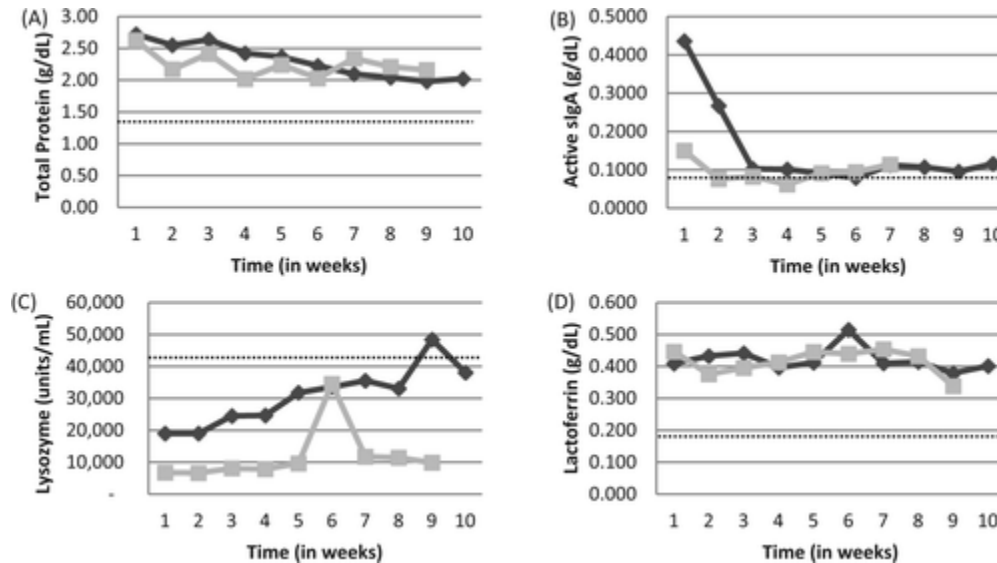 (A)
Total Protein (g/dL)
3.00
2.50
2.00
1.50
1.00
0.50
0.00
1 2 3 4 5 6 7 8 9 10
Time (in weeks)
(B)
Active sIgA (g/dL)
0.5000
0.4000
0.3000
0.2000
0.1000
0.0000
1 2 3 4 5 6 7 8 9 10
Time (in weeks)
(C)
Lysozyme (units/mL)
60,000
50,000
40,000
30,000
20,000
10,000
-
1 2 3 4 5 6 7 8 9 10
Time (in weeks)
(D)
Lactoferrin (g/dL)
0.600
0.500
0.400
0.300
0.200
0.100
0.000
1 2 3 4 5 6 7 8 9 10
Time (in weeks)